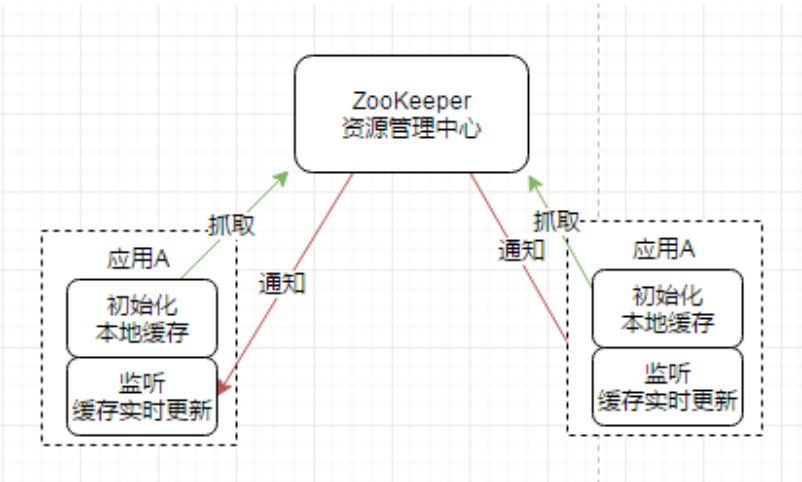 ZooKeeper
资源管理中心
抓取
通知
应用A
初始化
本地缓存
监听
缓存实时更新
抓取
通知
应用A
初始化
本地缓存
监听
缓存实时更新